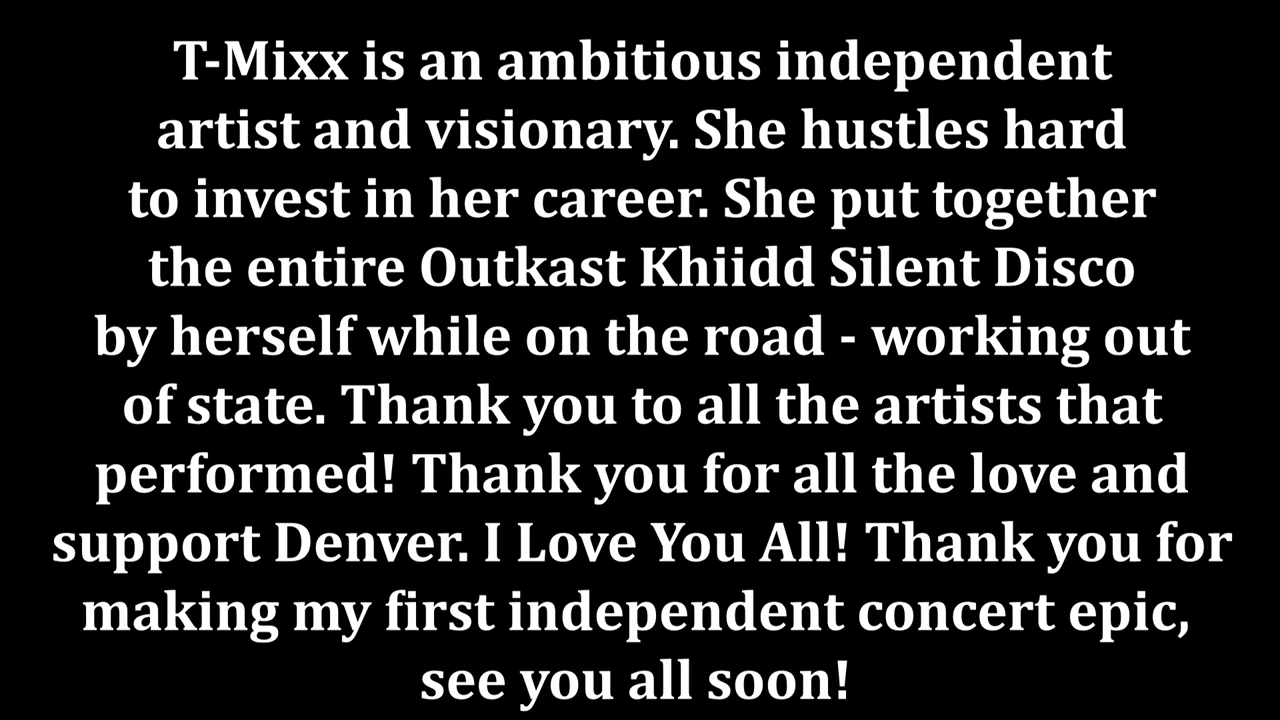 T-Mixx is an ambitious independent
artist and visionary. She hustles hard
to invest in her career. She put together
the entire Outkast Khiidd Silent Disco
by herself while on the road - working out
of state. Thank you to all the artists that
performed! Thank you for all the love and
support Denver. I Love You All! Thank you for
making my first independent concert epic,
see you all soon!